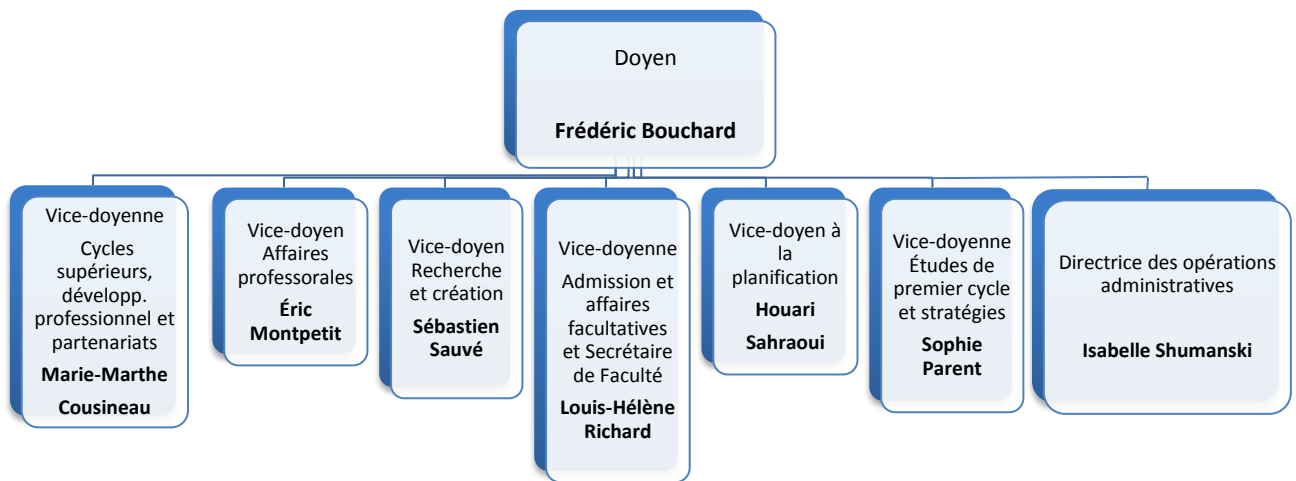 Doyen
Frédéric Bouchard
Vice-doyenne
Cycles
supérieurs,
développ.
professionnel et
partenariats
Marie-Marthe
Cousineau
Vice-doyen
Affaires
professorales
Éric
Montpetit
Vice-doyen
Recherche
et création
Sébastien
Sauvé
Vice-doyenne
Admission et
affaires
facultatives
et Secrétaire
de Faculté
Louis-Hélène
Richard
Vice-doyen à
la
planification
Houari
Sahraoui
Vice-doyenne
Études de
premier cycle
et stratégies
Sophie
Parent
Directrice des opérations
administratives
Isabelle Shumanski